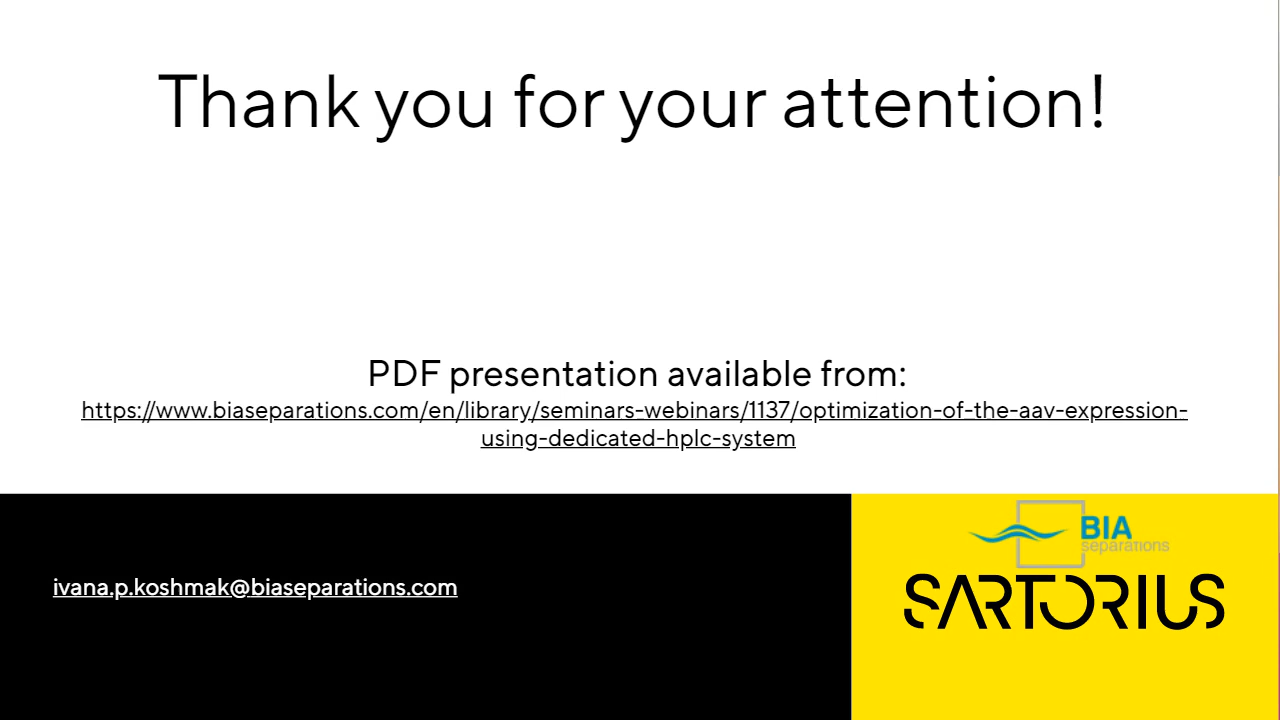 Thank you for your attention!
PDF presentation available from:
https://www.biaseparations.com/en/library/seminars-webinars/1137/optimization-of-the-aav-expression-
using-dedicated-hplc-system
BIA
separations
ivana.p.koshmak@biaseparations.com
SARTORIUS